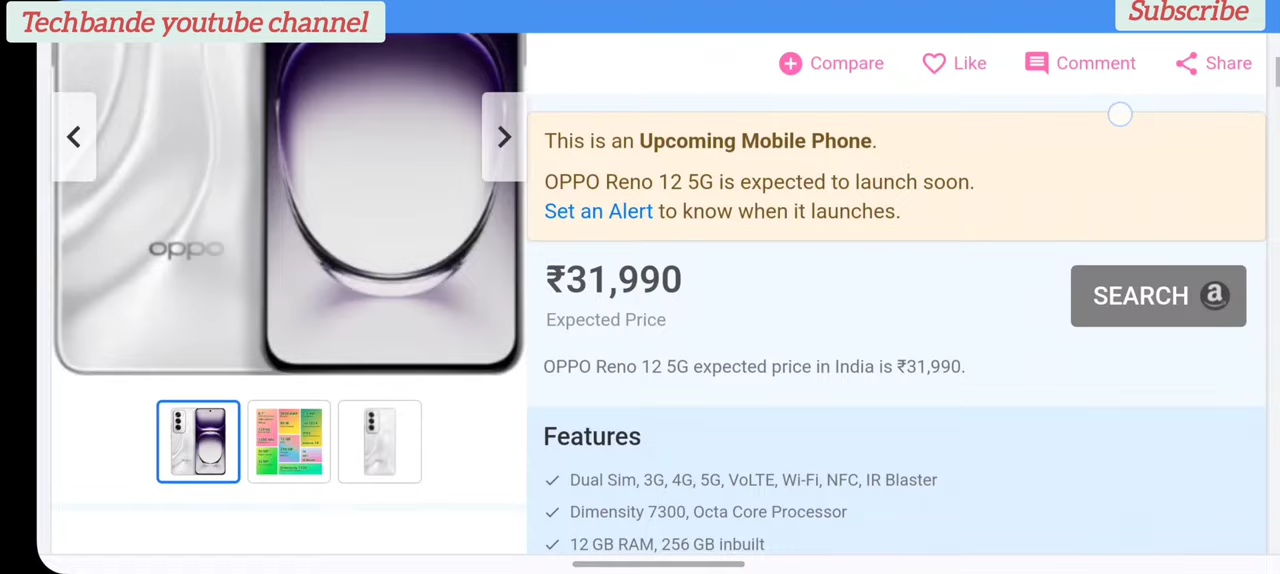 Techbande youtube channel
Subscribe
Compare
Like
Comment
Share
This is an Upcoming Mobile Phone.
OPPO Reno 12 5G is expected to launch soon.
Set an Alert to know when it launches.
oppo
₹31,990
SEARCH a
Expected Price
OPPO Reno 12 5G expected price in India is ₹31,990.
Features
Dual Sim, 3G, 4G, 5G, VoLTE, Wi-Fi, NFC, IR Blaster
Dimensity 7300, Octa Core Processor
12 GB RAM, 256 GB inbuilt